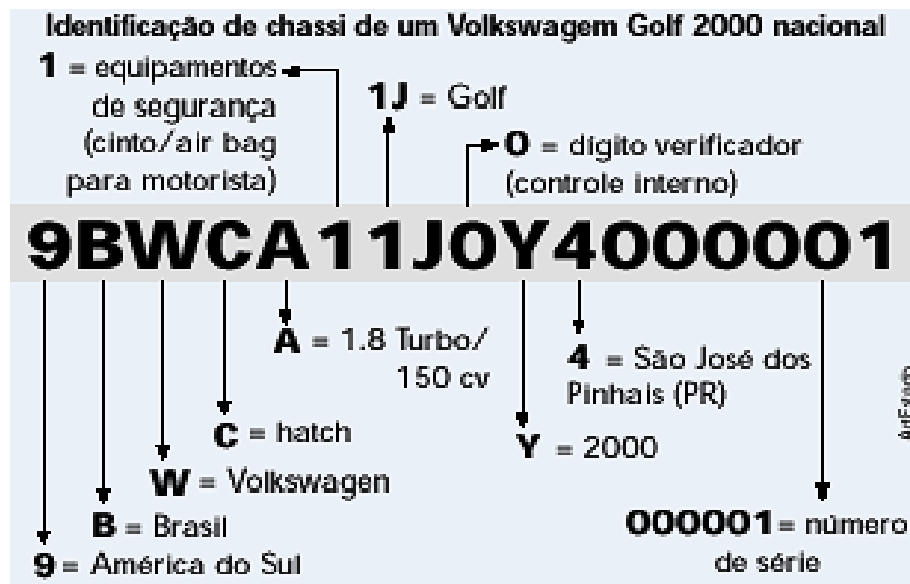 Identificação de chassi de um Volkswagem Golf 2000 nacional
1 = equipamentos
de segurança
(cinto/air bag
para motorista)
1J = Golf
0 = dígito verificador
(controle interno)
9BWCA11J0Y4000001
A = 1.8 Turbo/
150 cv
4 = São José dos
Pinhais (PR)
C = hatch
Y = 2000
W = Volkswagen
B = Brasil
000001 = número
de série
9 = América do Sul